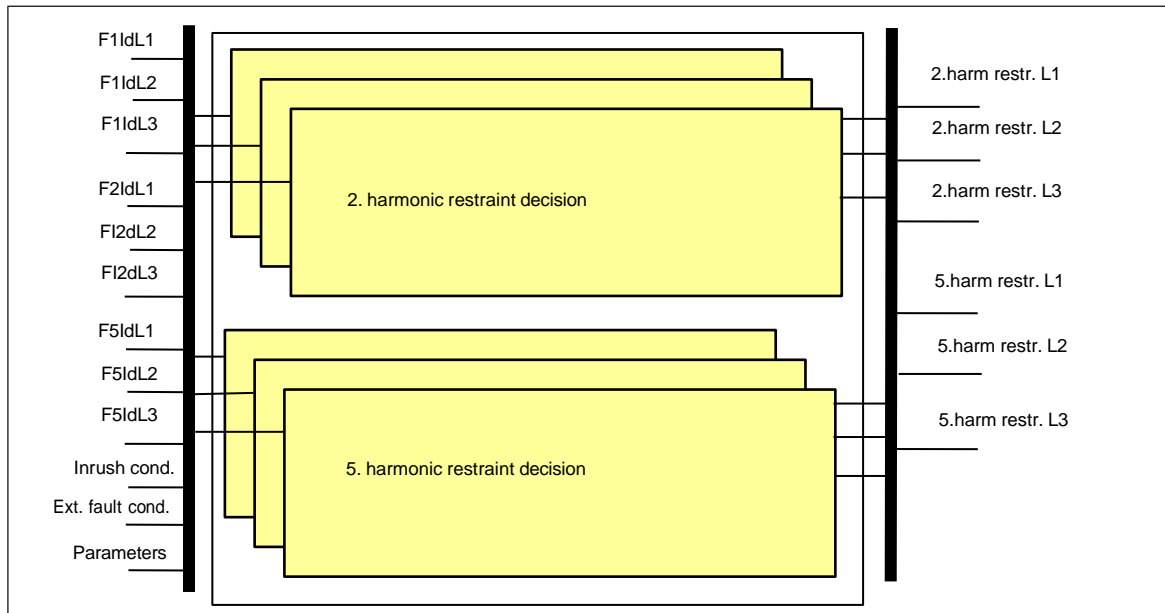 F1IdL1
F1IdL2
F1IdL3
F2IdL1
FI2dL2
FI2dL3
F5IdL1
F5IdL2
F5IdL3
Inrush cond.
Ext. fault cond.
Parameters
2. harmonic restraint decision
5. harmonic restraint decision
2.harm restr. L1
2.harm restr. L2
2.harm restr. L3
5.harm restr. L1
5.harm restr. L2
5.harm restr. L3